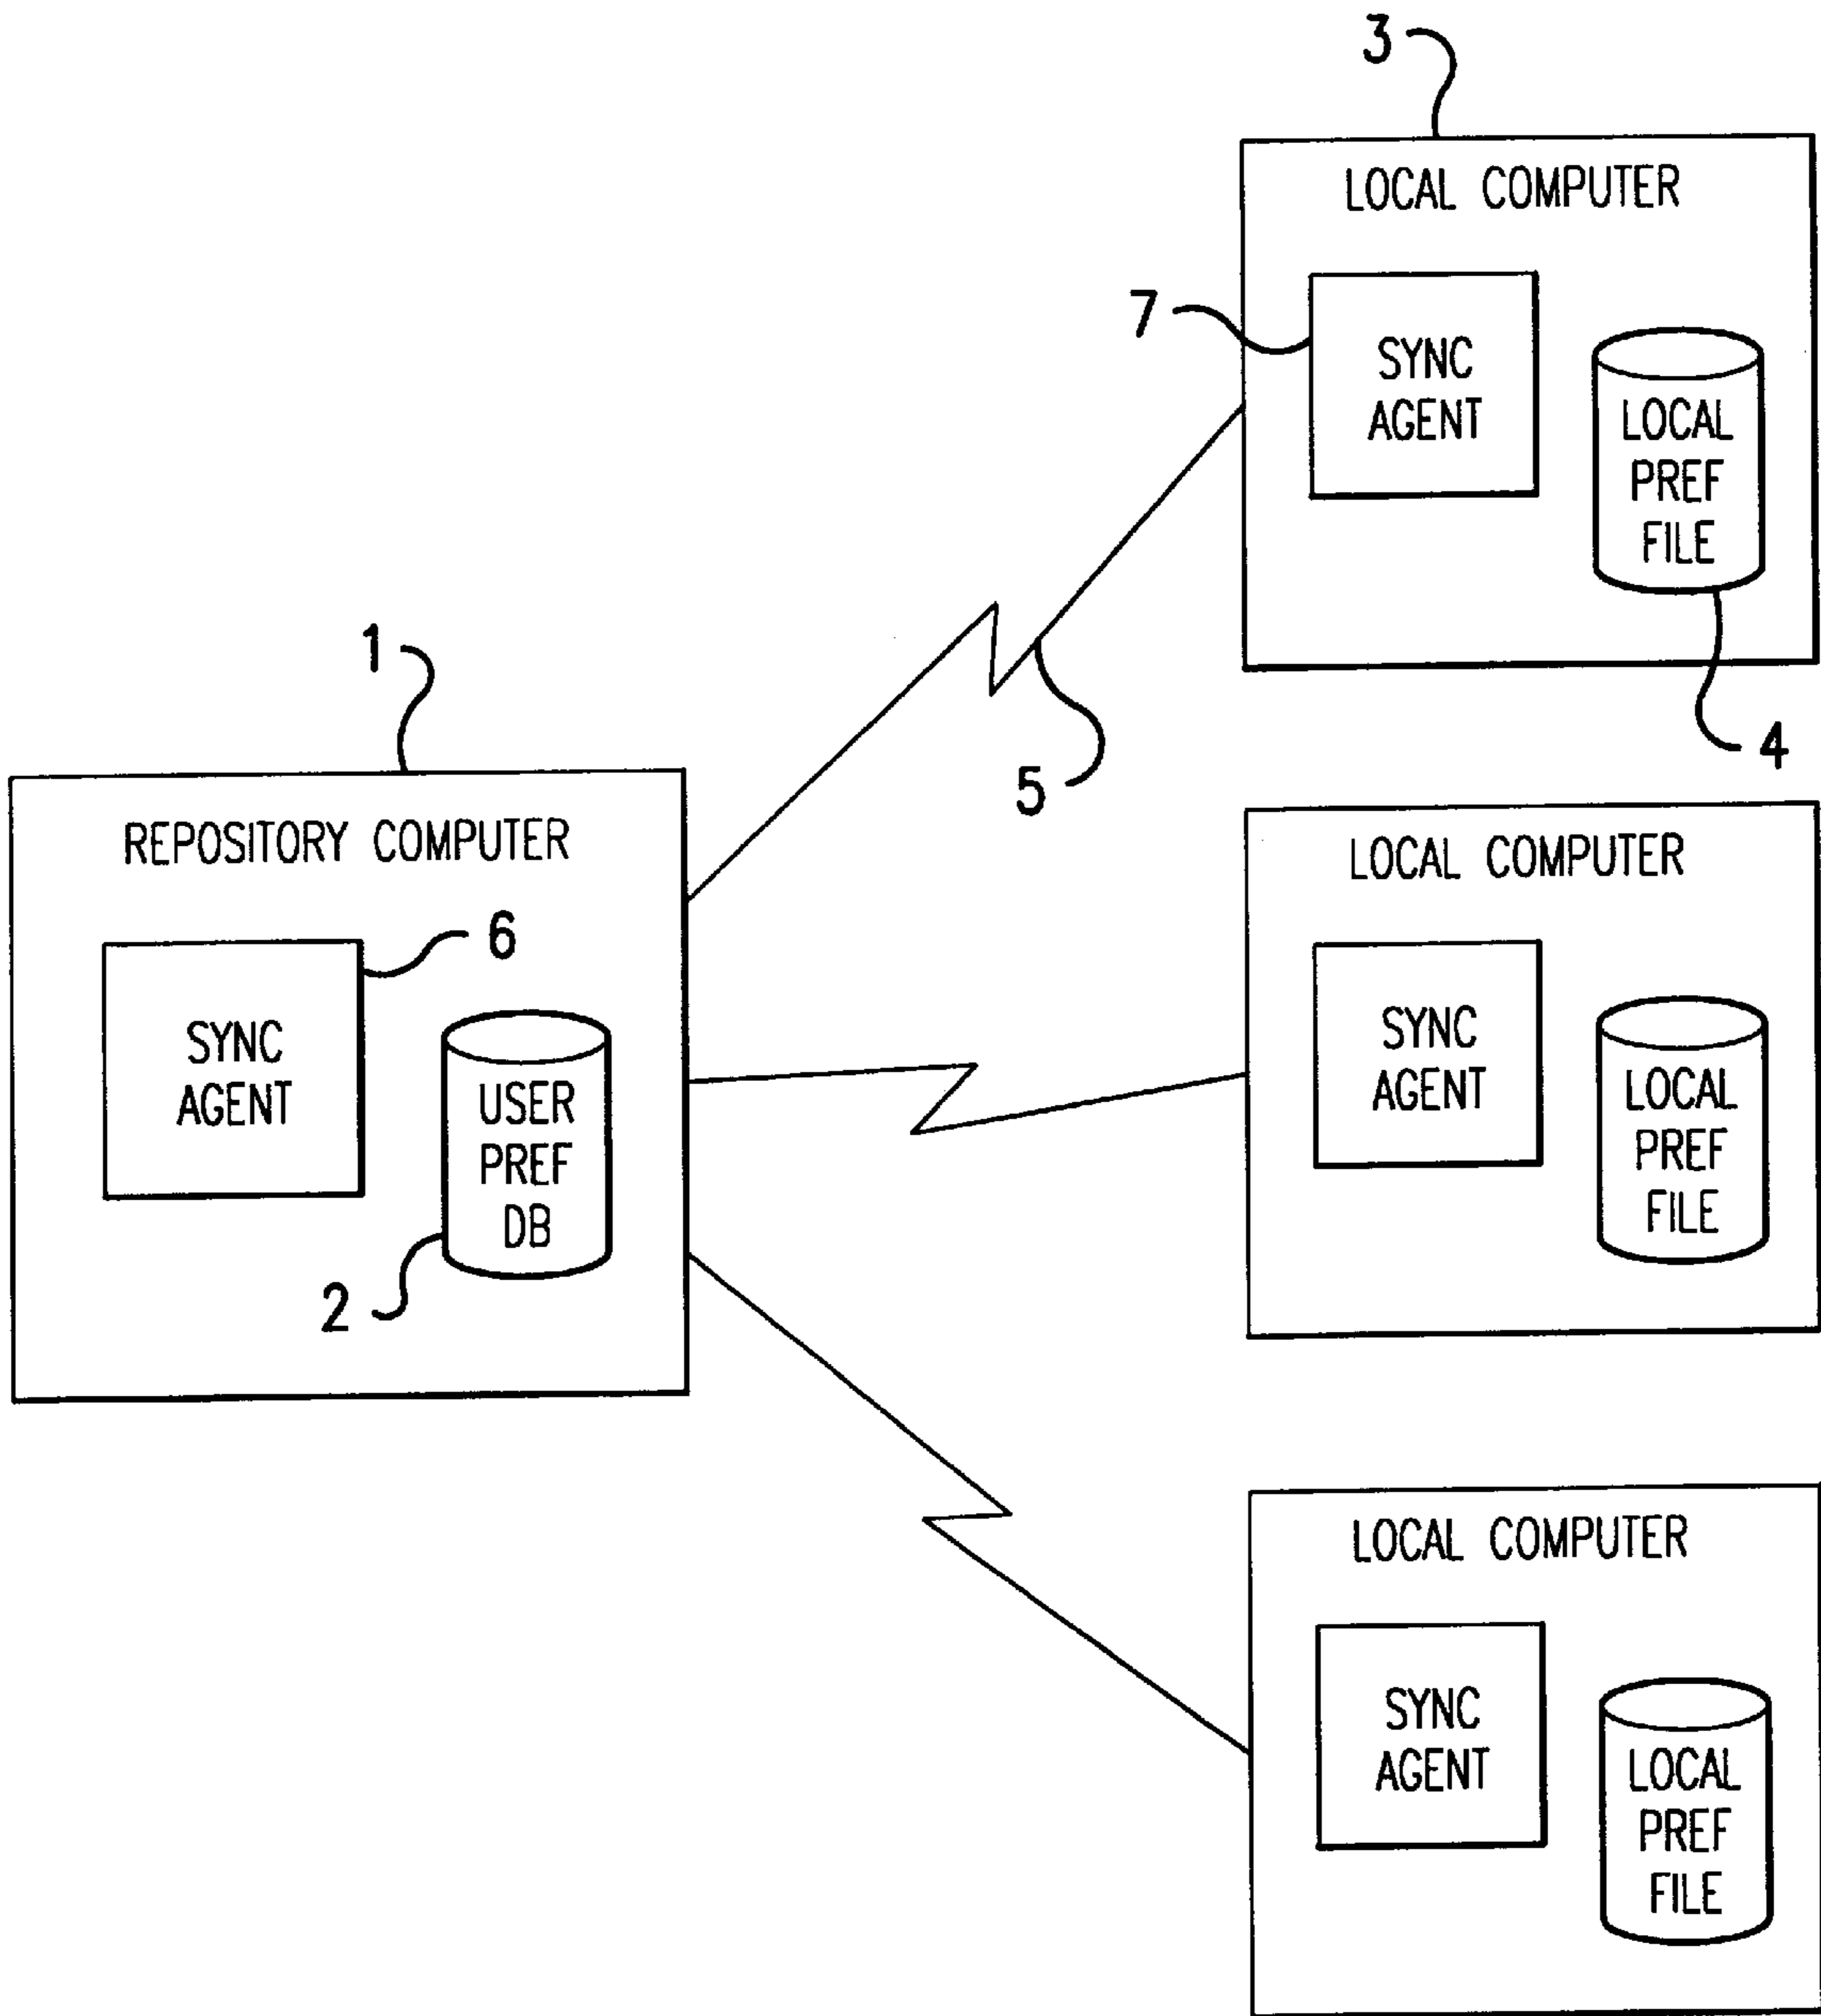 3
LOCAL COMPUTER
7
SYNC
AGENT
LOCAL
PREF
FILE
4
5
1
REPOSITORY COMPUTER
6
SYNC
AGENT
USER
PREF
DB
2
LOCAL COMPUTER
SYNC
AGENT
LOCAL
PREF
FILE
LOCAL COMPUTER
SYNC
AGENT
LOCAL
PREF
FILE